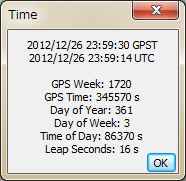 Time
2012/12/26 23:59:30 GPST
2012/12/26 23:59:14 UTC
GPS Week: 1720
GPS Time: 345570 s
Day of Year: 361
Day of Week: 3
Time of Day: 86370 s
Leap Seconds: 16 s
OK